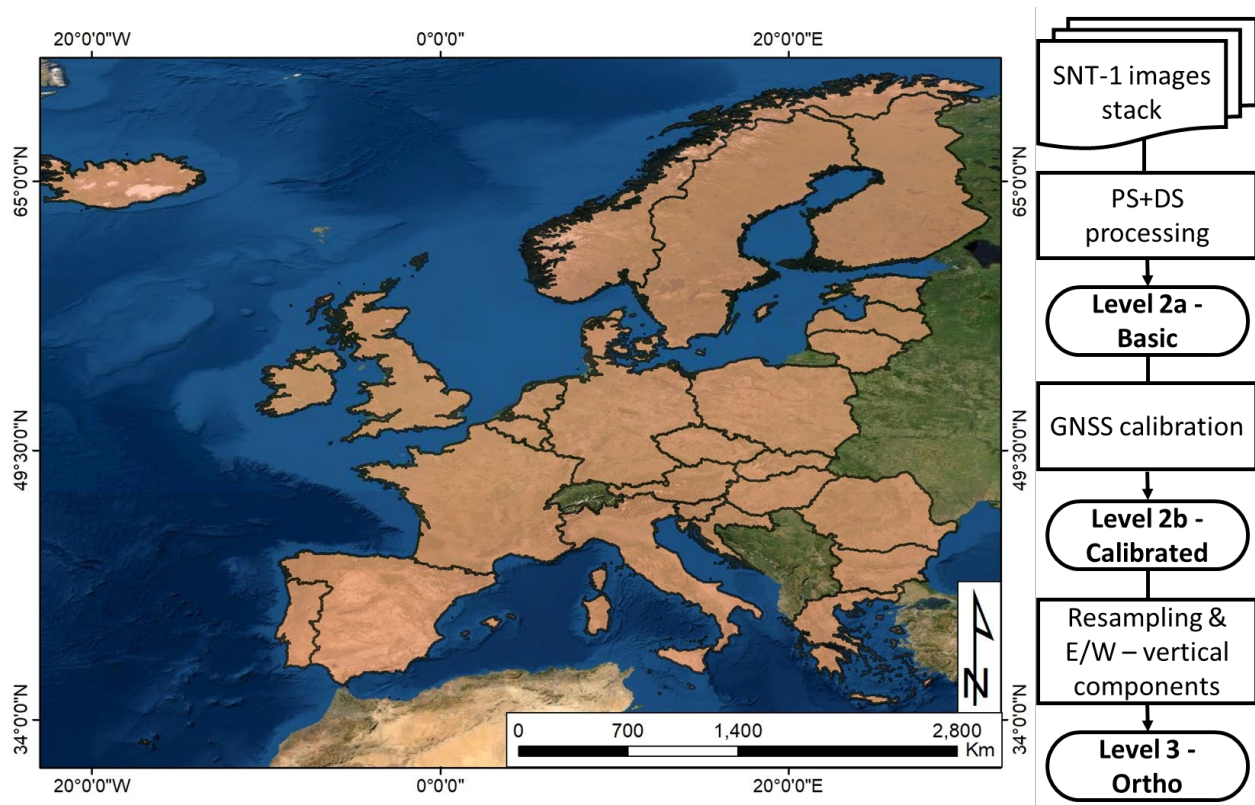 20°0'0"W
0°0'0"
20°0'0"E
65°0'0"N
49°30'0"N
34°0'0"N
65°0'0"N
49°30'0"N
34°0'0"N
N
0
700
1,400
2,800
Km
20°0'0"W
0°0'0"
20°0'0"E
SNT-1 images
stack
PS+DS
processing
Level 2a -
Basic
GNSS calibration
Level 2b -
Calibrated
Resampling &
E/W – vertical
components
Level 3 -
Ortho